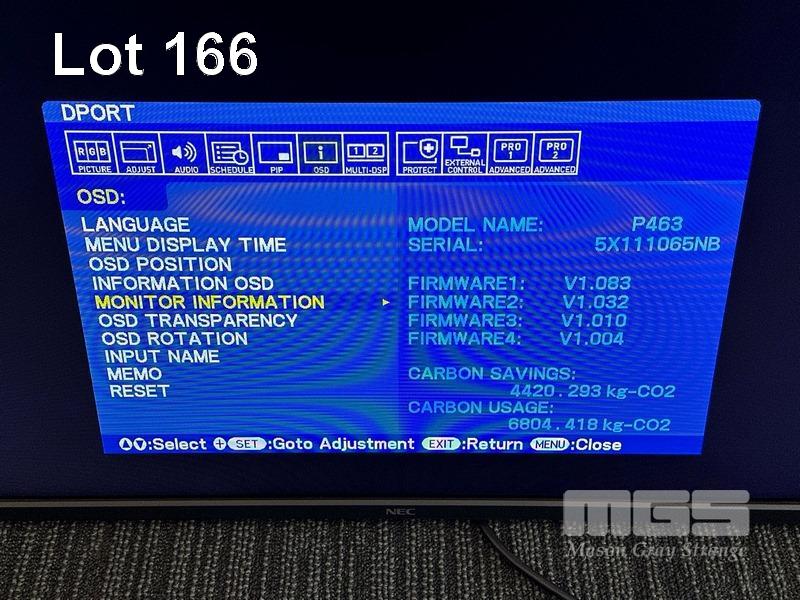 Lot 166
DPORT
RGB
PICTURE
ADJUST
AUDIO
SCHEDULE
PIP
i
OSD
1 2
MULTI-DSP
PROTECT
EXTERNAL
CONTROL
PRO
1
ADVANCED
PRO
2
ADVANCED
OSD:
LANGUAGE MODEL NAME: P463
MENU DISPLAY TIME SERIAL: 5X111065NB
OSD POSITION
INFORMATION OSD FIRMWARE1: V1.083
MONITOR INFORMATION FIRMWARE2: V1.032
OSD TRANSPARENCY FIRMWARE3: V1.010
OSD ROTATION FIRMWARE4: V1.004
INPUT NAME
MEMO CARBON SAVINGS:
RESET 4420.293 kg-CO2
CARBON USAGE:
6804.418 kg-CO2
:Select SET:Goto Adjustment EXIT:Return MENU:Close
NEC
MGS
Mason Gray Strange